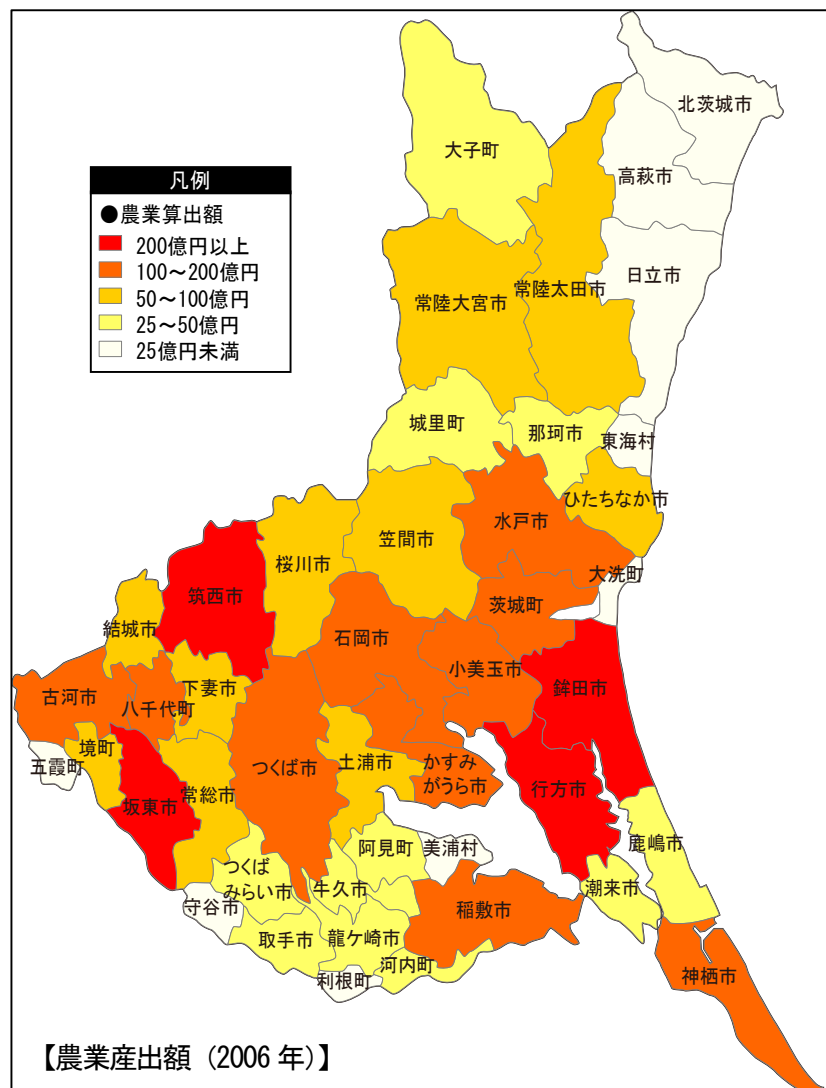 北茨城市
大子町
高萩市
凡例
●農業算出額
200億円以上
100～200億円
50～100億円
25～50億円
25億円未満
日立市
常陸太田市
常陸大宮市
城里町
那珂市
東海村
ひたちなか市
水戸市
笠間市
桜川市
大洗町
筑西市
茨城町
結城市
石岡市
小美玉市
鉾田市
古河市
八千代町
下妻市
境町
五霞町
つくば市
土浦市
かすみ
がうら市
行方市
坂東市
常総市
鹿嶋市
阿見町
美浦村
つくば
みらい市
牛久市
潮来市
守谷市
稲敷市
取手市
龍ケ崎市
河内町
利根町
神栖市
【農業産出額（2006年）】